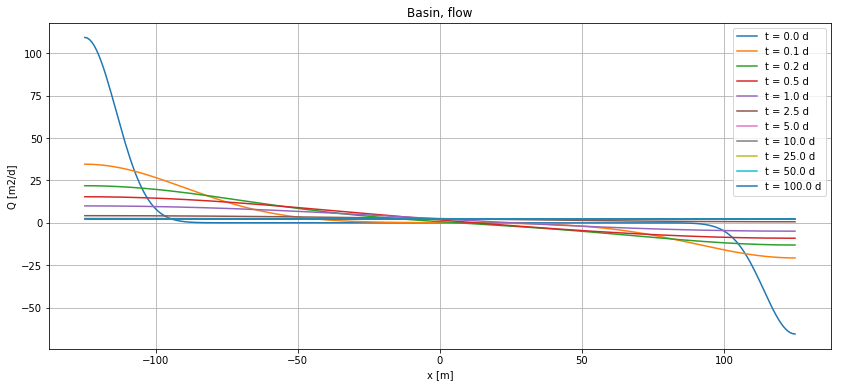 Basin, flow
Q [m2/d]
100
75
50
25
0
−25
−50
−100
−50
0
50
100
x [m]
t = 0.0 d
t = 0.1 d
t = 0.2 d
t = 0.5 d
t = 1.0 d
t = 2.5 d
t = 5.0 d
t = 10.0 d
t = 25.0 d
t = 50.0 d
t = 100.0 d